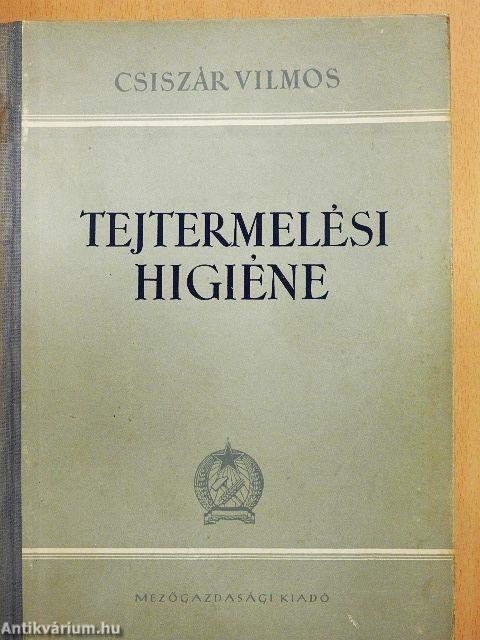 CSISZÁR VILMOS
TEJTERMELÉSI
HIGIÉNE
MEZŐGAZDASÁGI KIADÓ
Antikvárium.hu